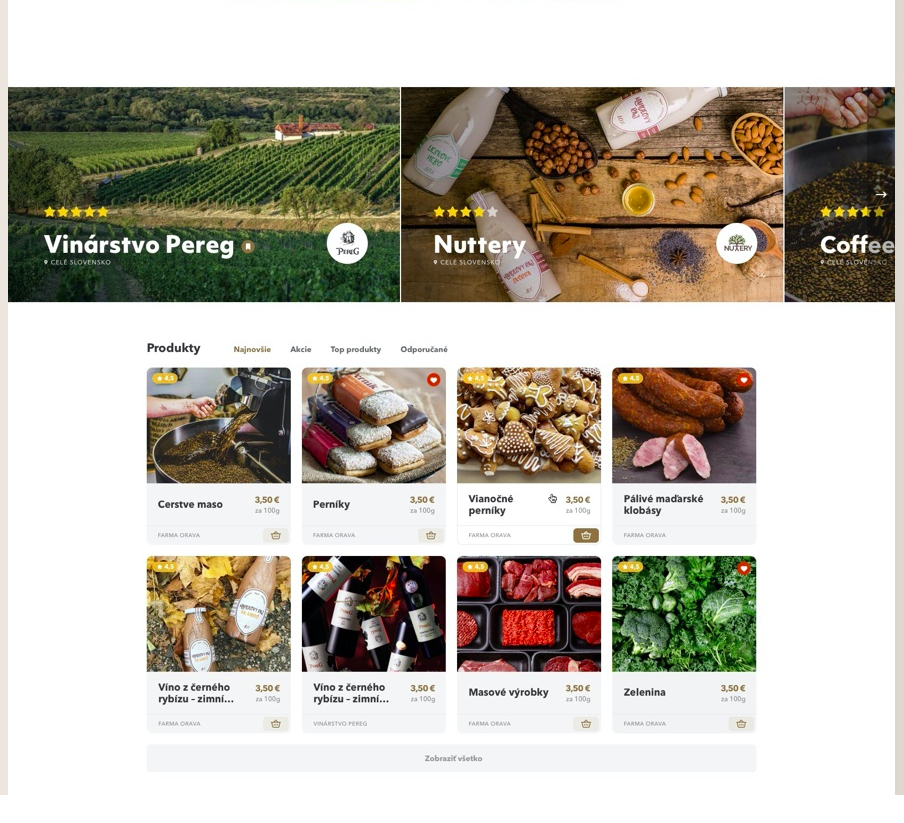 Vinárstvo Pereg
CELÉ SLOVENSKO
PEREG
Nuttery
CELÉ SLOVENSKO
NUTTERY
Coffee
CELÉ SLOVENSKO
Produkty
Najnovšie
Akcie
Top produkty
Odporučané
4,5
Čerstve maso
3,50 €
za 100g
FARMA ORAVA
4,5
Perníky
3,50 €
za 100g
FARMA ORAVA
4,5
Vianočné
perníky
3,50 €
za 100g
FARMA ORAVA
4,5
Pálivé maďarské
klobásy
3,50 €
za 100g
FARMA ORAVA
4,5
Víno z černého
rybízu – zimní...
3,50 €
za 100g
FARMA ORAVA
4,5
Víno z černého
rybízu – zimní...
3,50 €
za 100g
VINÁRSTVO PEREG
4,5
Masové výrobky
3,50 €
za 100g
FARMA ORAVA
4,5
Zelenina
3,50 €
za 100g
FARMA ORAVA
Zobraziť všetko